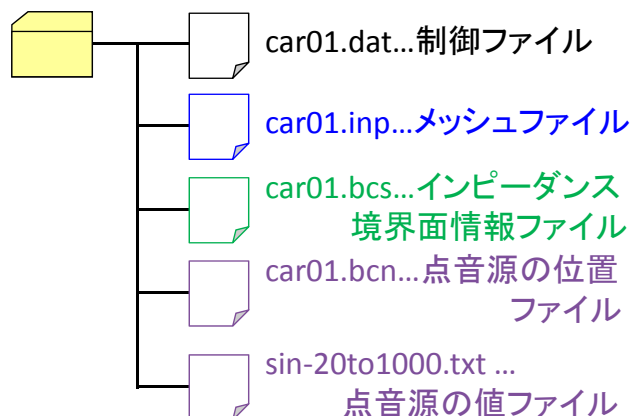 car01.dat…制御ファイル
car01.inp…メッシュファイル
car01.bcs…インピーダンス
境界面情報ファイル
car01.bcn…点音源の位置
ファイル
sin-20to1000.txt …
点音源の値ファイル